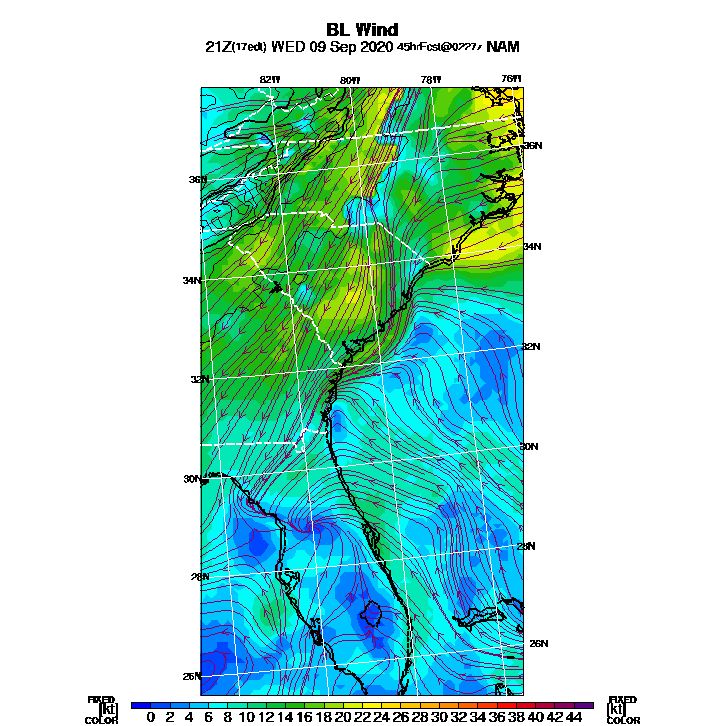 BL Wind
21Z(17edt) WED 09 Sep 2020 45hrFcst@0227z NAM
82W 80W 78W 76W
36N
36N
34N
34N
32N
32N
30N
30N
28N
28N
26N
26N
FIXED FIXED
[kt] 0 2 4 6 8 10 12 14 16 18 20 22 24 26 28 30 32 34 36 38 40 42 44 [kt]
COLOR COLOR